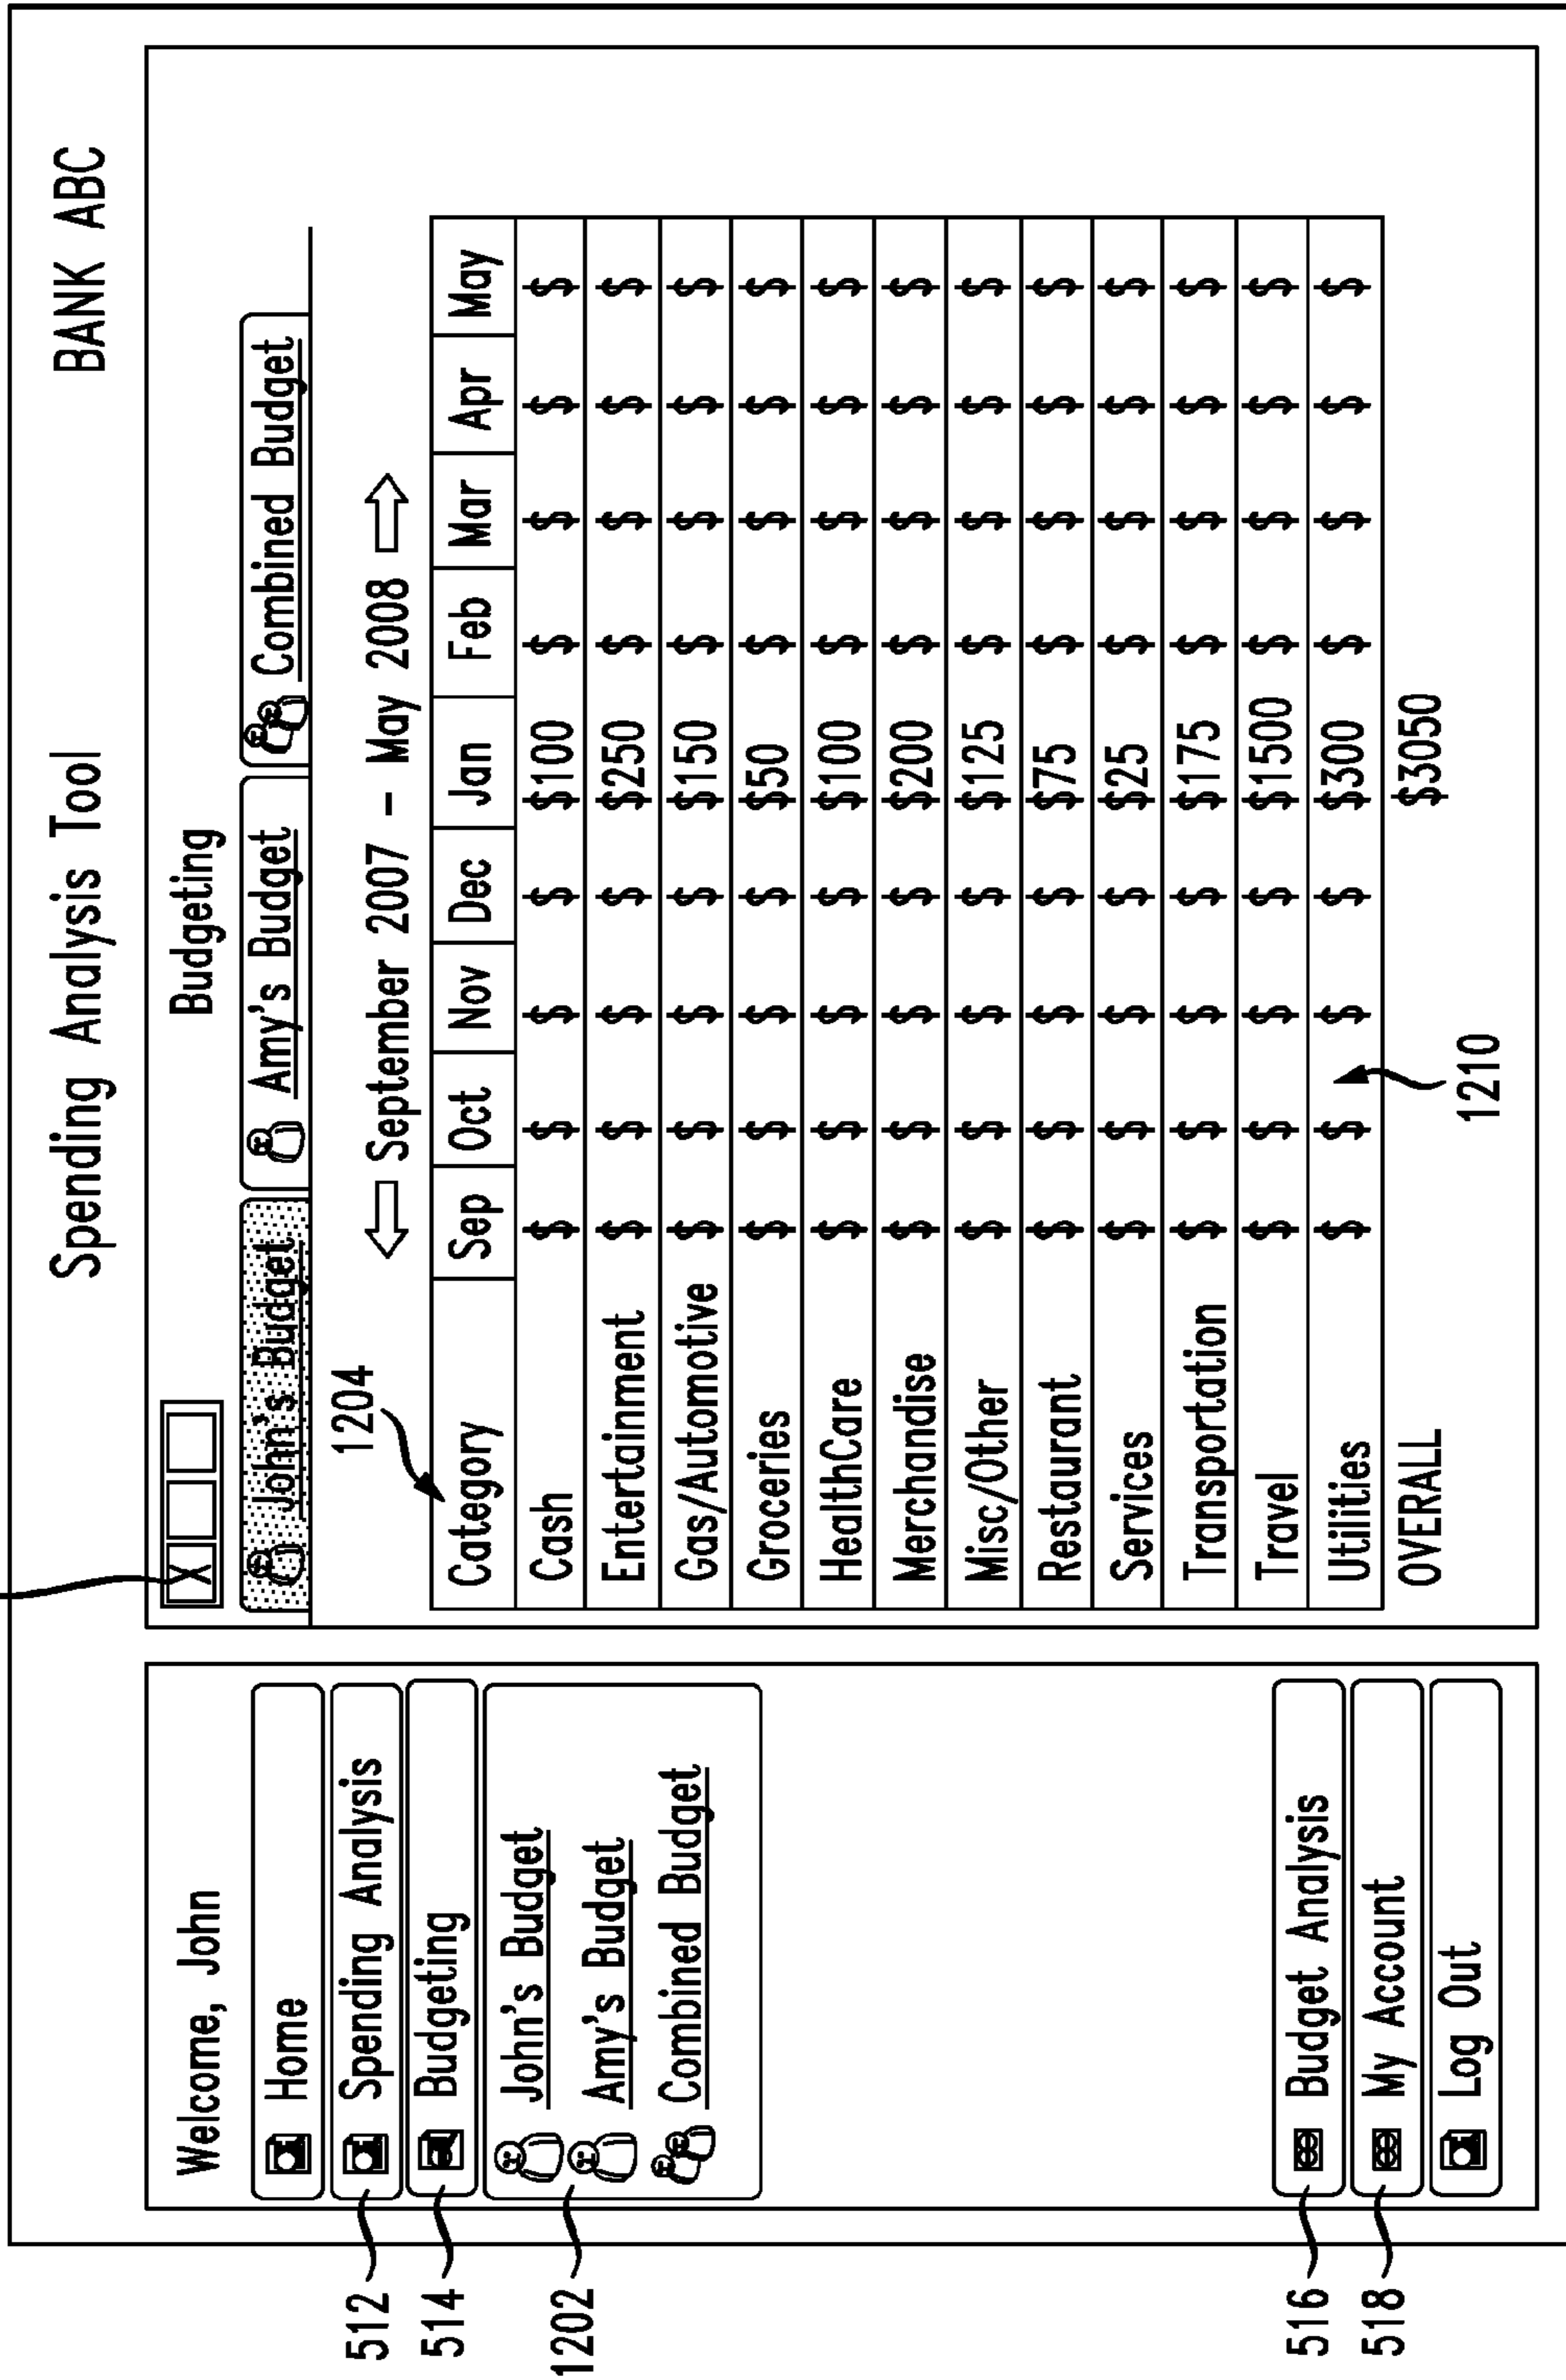 Spending Analysis Tool
BANK ABC
Welcome, John
Home
512
Spending Analysis
514
Budgeting
1202
John's Budget
Amy's Budget
Combined Budget
516
Budget Analysis
518
My Account
Log Out
X
Budgeting
John's Budget
Amy's Budget
Combined Budget
1204
September 2007 - May 2008
Category Sep Oct Nov Dec Jan Feb Mar Apr May
Cash $ $ $ $ $100 $ $ $ $
Entertainment $ $ $ $ $250 $ $ $ $
Gas/Automotive $ $ $ $ $150 $ $ $ $
Groceries $ $ $ $ $50 $ $ $ $
HealthCare $ $ $ $ $100 $ $ $ $
Merchandise $ $ $ $ $200 $ $ $ $
Misc/Other $ $ $ $ $125 $ $ $ $
Restaurant $ $ $ $ $75 $ $ $ $
Services $ $ $ $ $25 $ $ $ $
Transportation $ $ $ $ $175 $ $ $ $
Travel $ $ $ $ $1500 $ $ $ $
Utilities $ $ $ $ $300 $ $ $ $
OVERALL $3050
1210